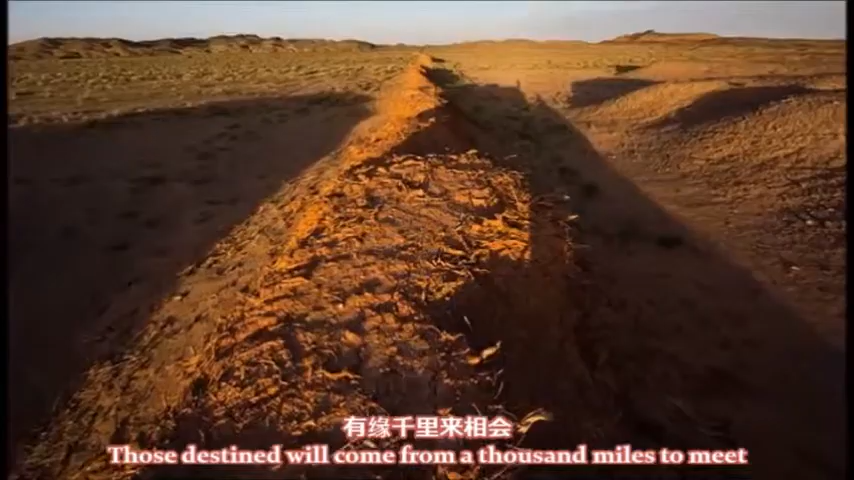 有缘千里来相会
Those destined will come from a thousand miles to meet